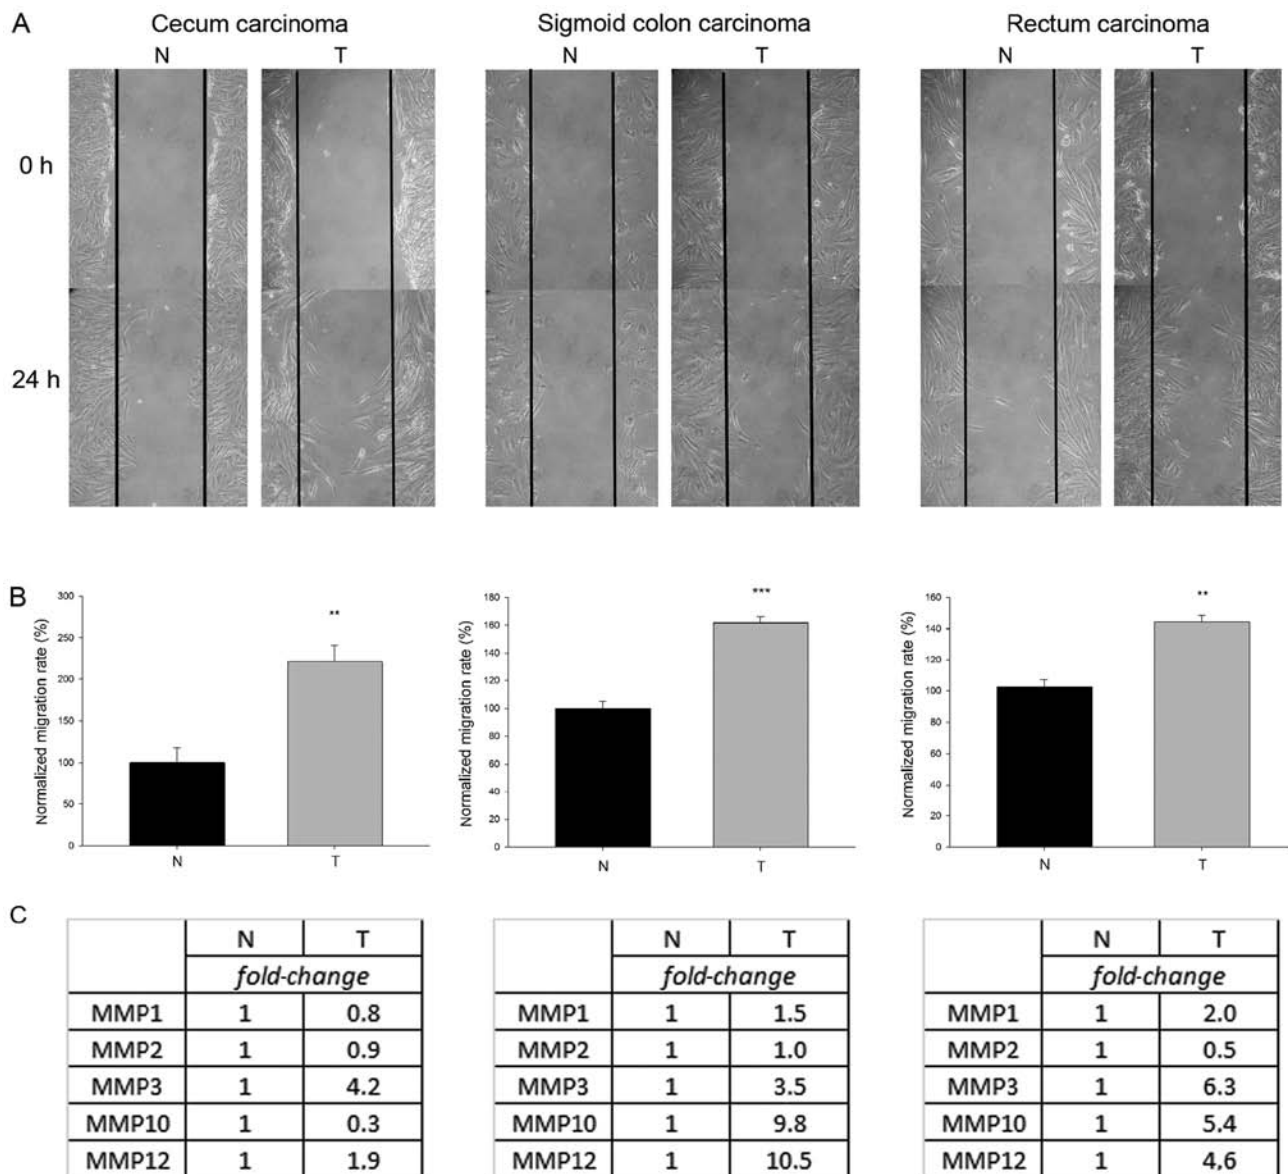 A
Cecum carcinoma
Sigmoid colon carcinoma
Rectum carcinoma
N T
N T
N T
0 h
24 h
B
Normalized migration rate (%)
300
250
200
150
100
50
0
**
N T
Normalized migration rate (%)
180
160
140
120
100
80
60
40
20
0
***
N T
Normalized migration rate (%)
160
140
120
100
80
60
40
20
0
**
N T
C
N T
fold-change
MMP1 1 0.8
MMP2 1 0.9
MMP3 1 4.2
MMP10 1 0.3
MMP12 1 1.9
N T
fold-change
MMP1 1 1.5
MMP2 1 1.0
MMP3 1 3.5
MMP10 1 9.8
MMP12 1 10.5
N T
fold-change
MMP1 1 2.0
MMP2 1 0.5
MMP3 1 6.3
MMP10 1 5.4
MMP12 1 4.6